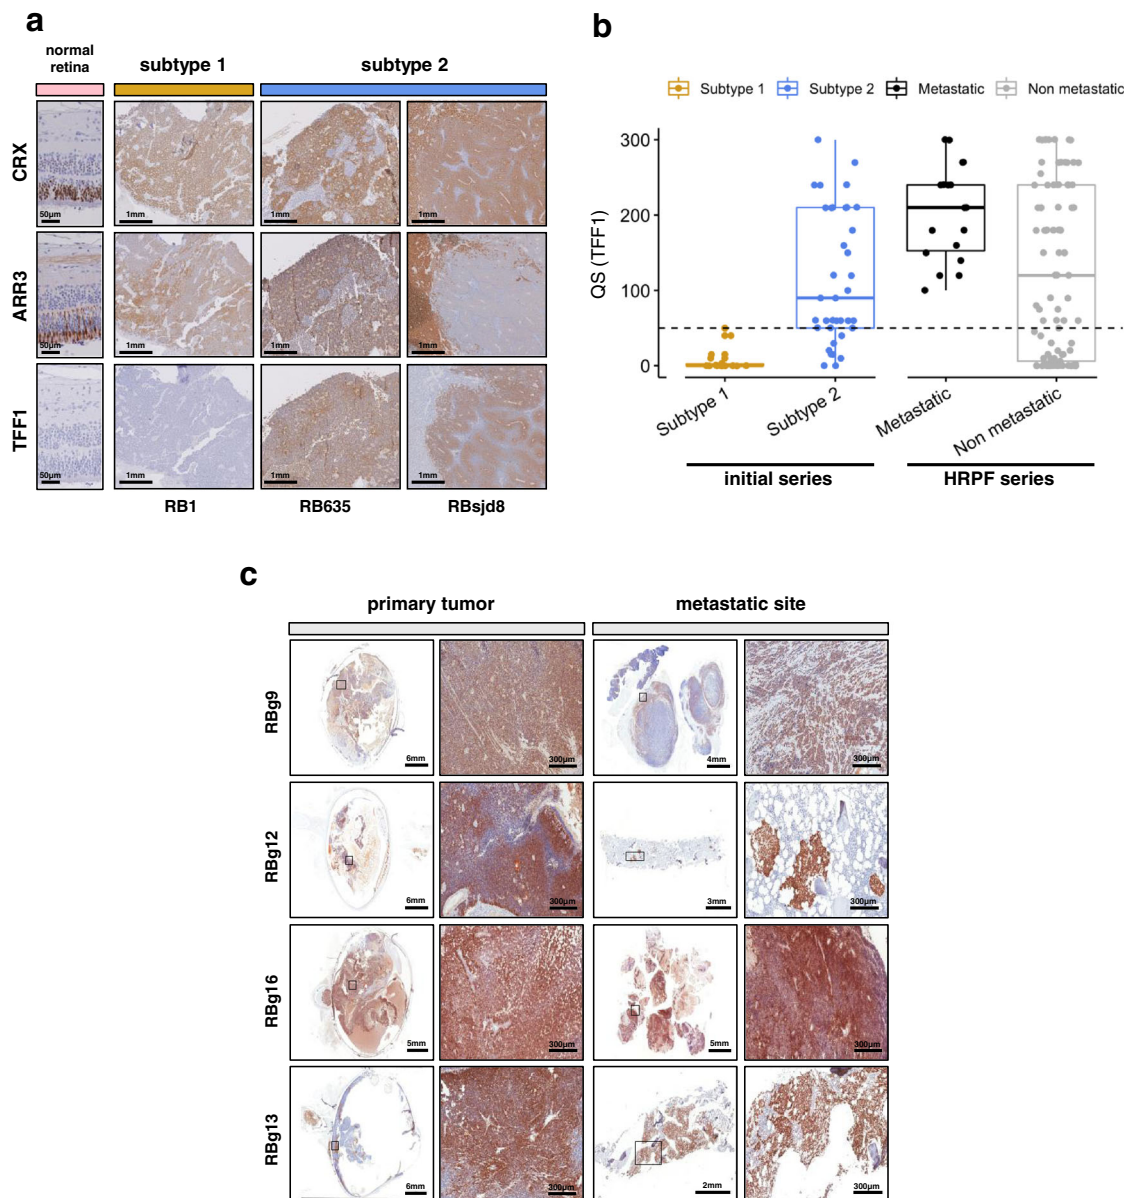 a
normal
retina
subtype 1
subtype 2
CRX
50µm
1mm
1mm
1mm
ARR3
50µm
1mm
1mm
1mm
TFF1
50µm
1mm
1mm
1mm
RB1
RB635
RBsjd8
b
Subtype 1
Subtype 2
Metastatic
Non metastatic
QS (TFF1)
300
200
100
0
Subtype 1
Subtype 2
Metastatic
Non metastatic
initial series
HRPF series
c
primary tumor
metastatic site
RBg9
6mm
300µm
4mm
300µm
RBg12
6mm
300µm
3mm
300µm
RBg16
5mm
300µm
5mm
300µm
RBg13
6mm
300µm
2mm
300µm